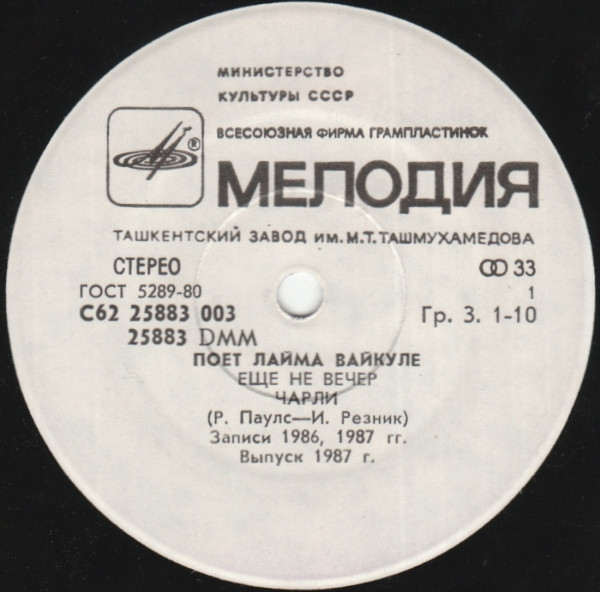 МИНИСТЕРСТВО
КУЛЬТУРЫ СССР
ВСЕСОЮЗНАЯ ФИРМА ГРАМПЛАСТИНОК
®
МЕЛОДИЯ
ТАШКЕНТСКИЙ ЗАВОД ИМ. М.Т. ТАШМУХАМЕДОВА
СТЕРЕО
33
ГОСТ 5289-80
1
С62 25883 003
Гр. 3. 1-10
25883 DMM
ПОЕТ ЛАЙМА ВАЙКУЛЕ
ЕЩЕ НЕ ВЕЧЕР
ЧАРЛИ
(Р. Паулс—И. Резник)
Записи 1986, 1987 гг.
Выпуск 1987 г.